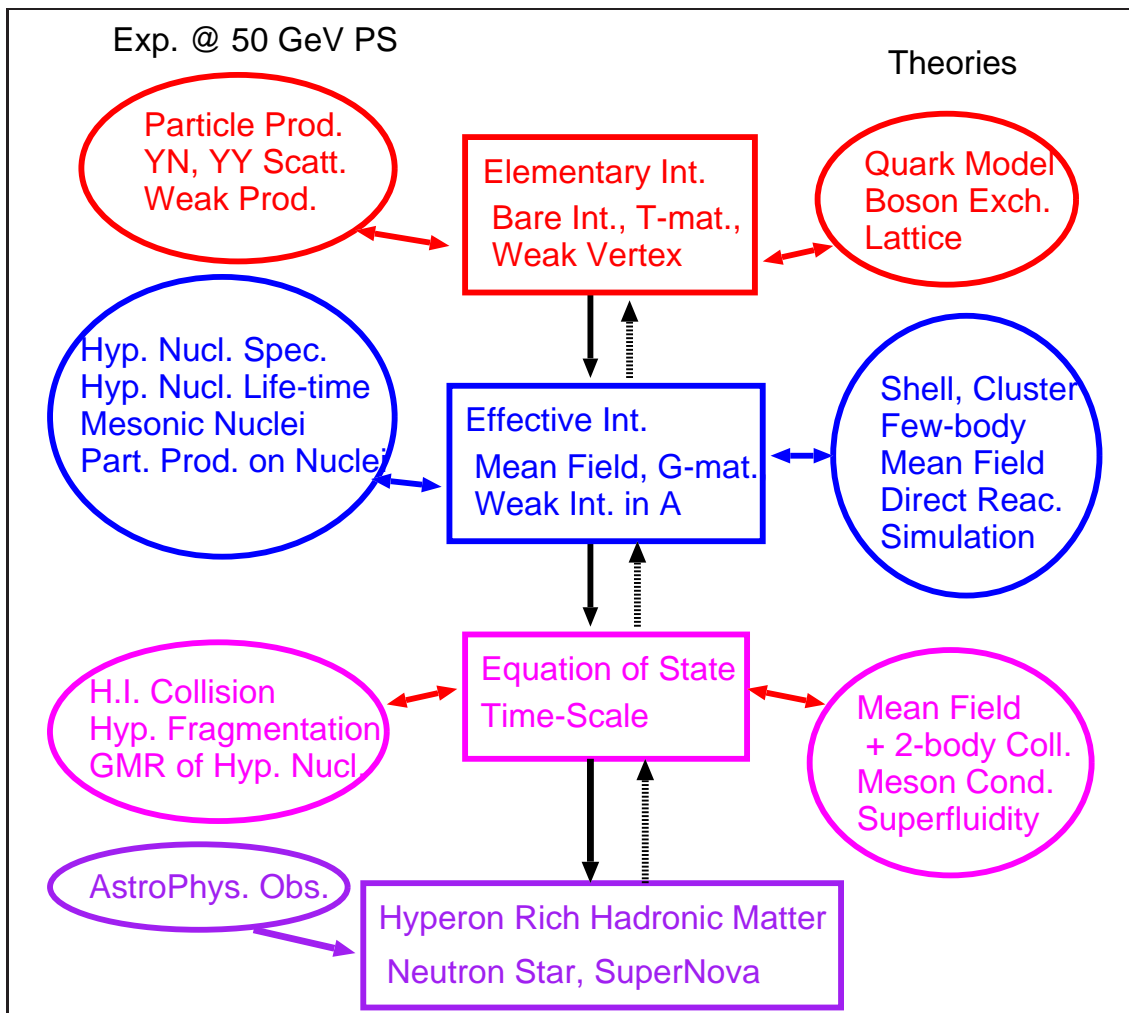 Exp. @ 50 GeV PS
Theories
Particle Prod.
YN, YY Scatt.
Weak Prod.
Elementary Int.
Bare Int., T-mat.,
Weak Vertex
Quark Model
Boson Exch.
Lattice
Hyp. Nucl. Spec.
Hyp. Nucl. Life-time
Mesonic Nuclei
Part. Prod. on Nuclei
Effective Int.
Mean Field, G-mat.
Weak Int. in A
Shell, Cluster
Few-body
Mean Field
Direct Reac.
Simulation
H.I. Collision
Hyp. Fragmentation
GMR of Hyp. Nucl.
Equation of State
Time-Scale
Mean Field
+ 2-body Coll.
Meson Cond.
Superfluidity
AstroPhys. Obs.
Hyperon Rich Hadronic Matter
Neutron Star, SuperNova